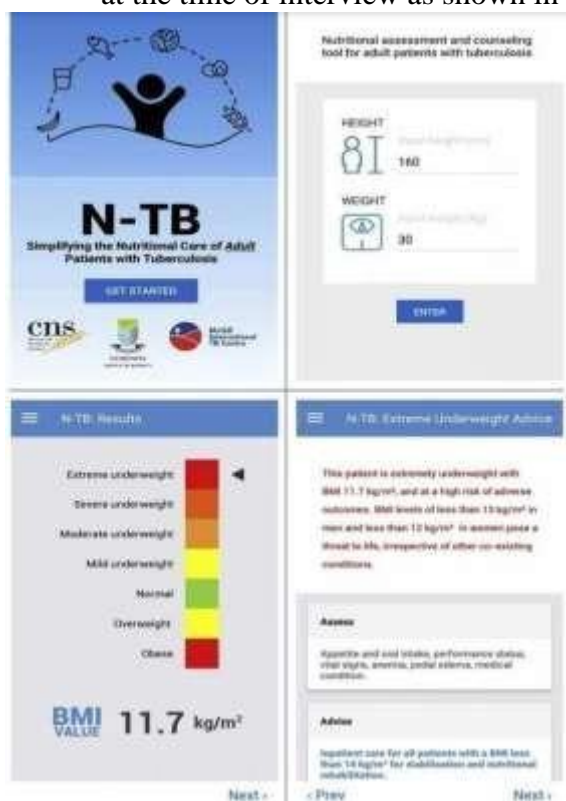 at the time of interview as shown in
N-TB
Simplifying the Nutritional Care of Adult
Patients with Tuberculosis
GET STARTED
cns
McGill
International
TB Centre
Nutritional assessment and counseling
tool for adult patients with tuberculosis
HEIGHT
160
WEIGHT
30
ENTER
N-TB: Results
Extreme underweight
Severe underweight
Moderate underweight
Mild underweight
Normal
Overweight
Obese
BMI
VALUE
11.7 kg/m²
Next ›
N-TB: Extreme Underweight Advice
This patient is extremely underweight with
BMI 11.7 kg/m², and at a high risk of adverse
outcomes. BMI levels of less than 13 kg/m² in
men and less than 12 kg/m² in women pose a
threat to life, irrespective of other co-existing
conditions.
Assess
Appetite and oral intake, performance status,
vital signs, anemia, pedal edema, medical
condition.
Advise
Inpatient care for all patients with a BMI less
than 14 kg/m² for stabilisation and nutritional
rehabilitation.
‹ Prev
Next ›